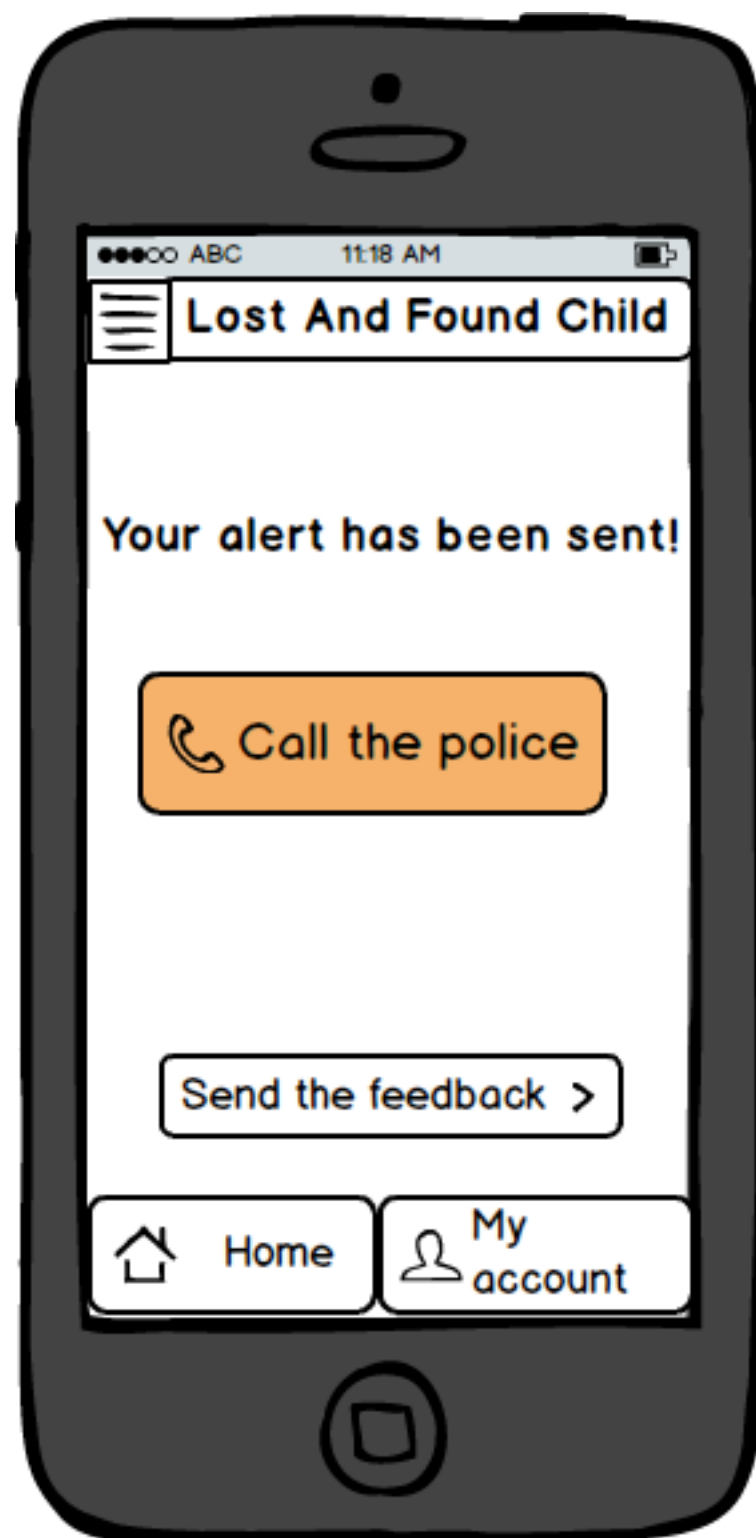 ABC 11:18 AM
Lost And Found Child
Your alert has been sent!
Call the police
Send the feedback >
Home
My
account